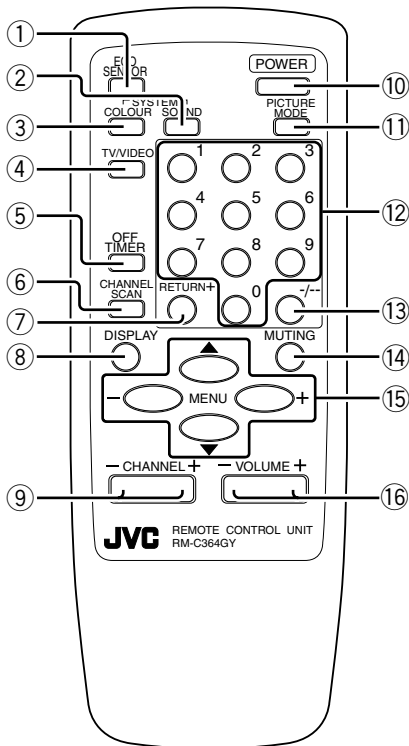 ①
ECO
SENSOR
POWER
②
⑩
SYSTEM
③
COLOUR
SOUND
PICTURE
MODE
⑪
④
TV/VIDEO
1
2
3
4
5
6
⑫
⑤
OFF
TIMER
7
8
9
⑥
CHANNEL
SCAN
⑦
RETURN+
0
-/--
⑬
⑧
DISPLAY
MUTING
⑭
▲
− MENU +
▼
⑮
− CHANNEL +
− VOLUME +
⑨
⑯
JVC
REMOTE CONTROL UNIT
RM-C364GY